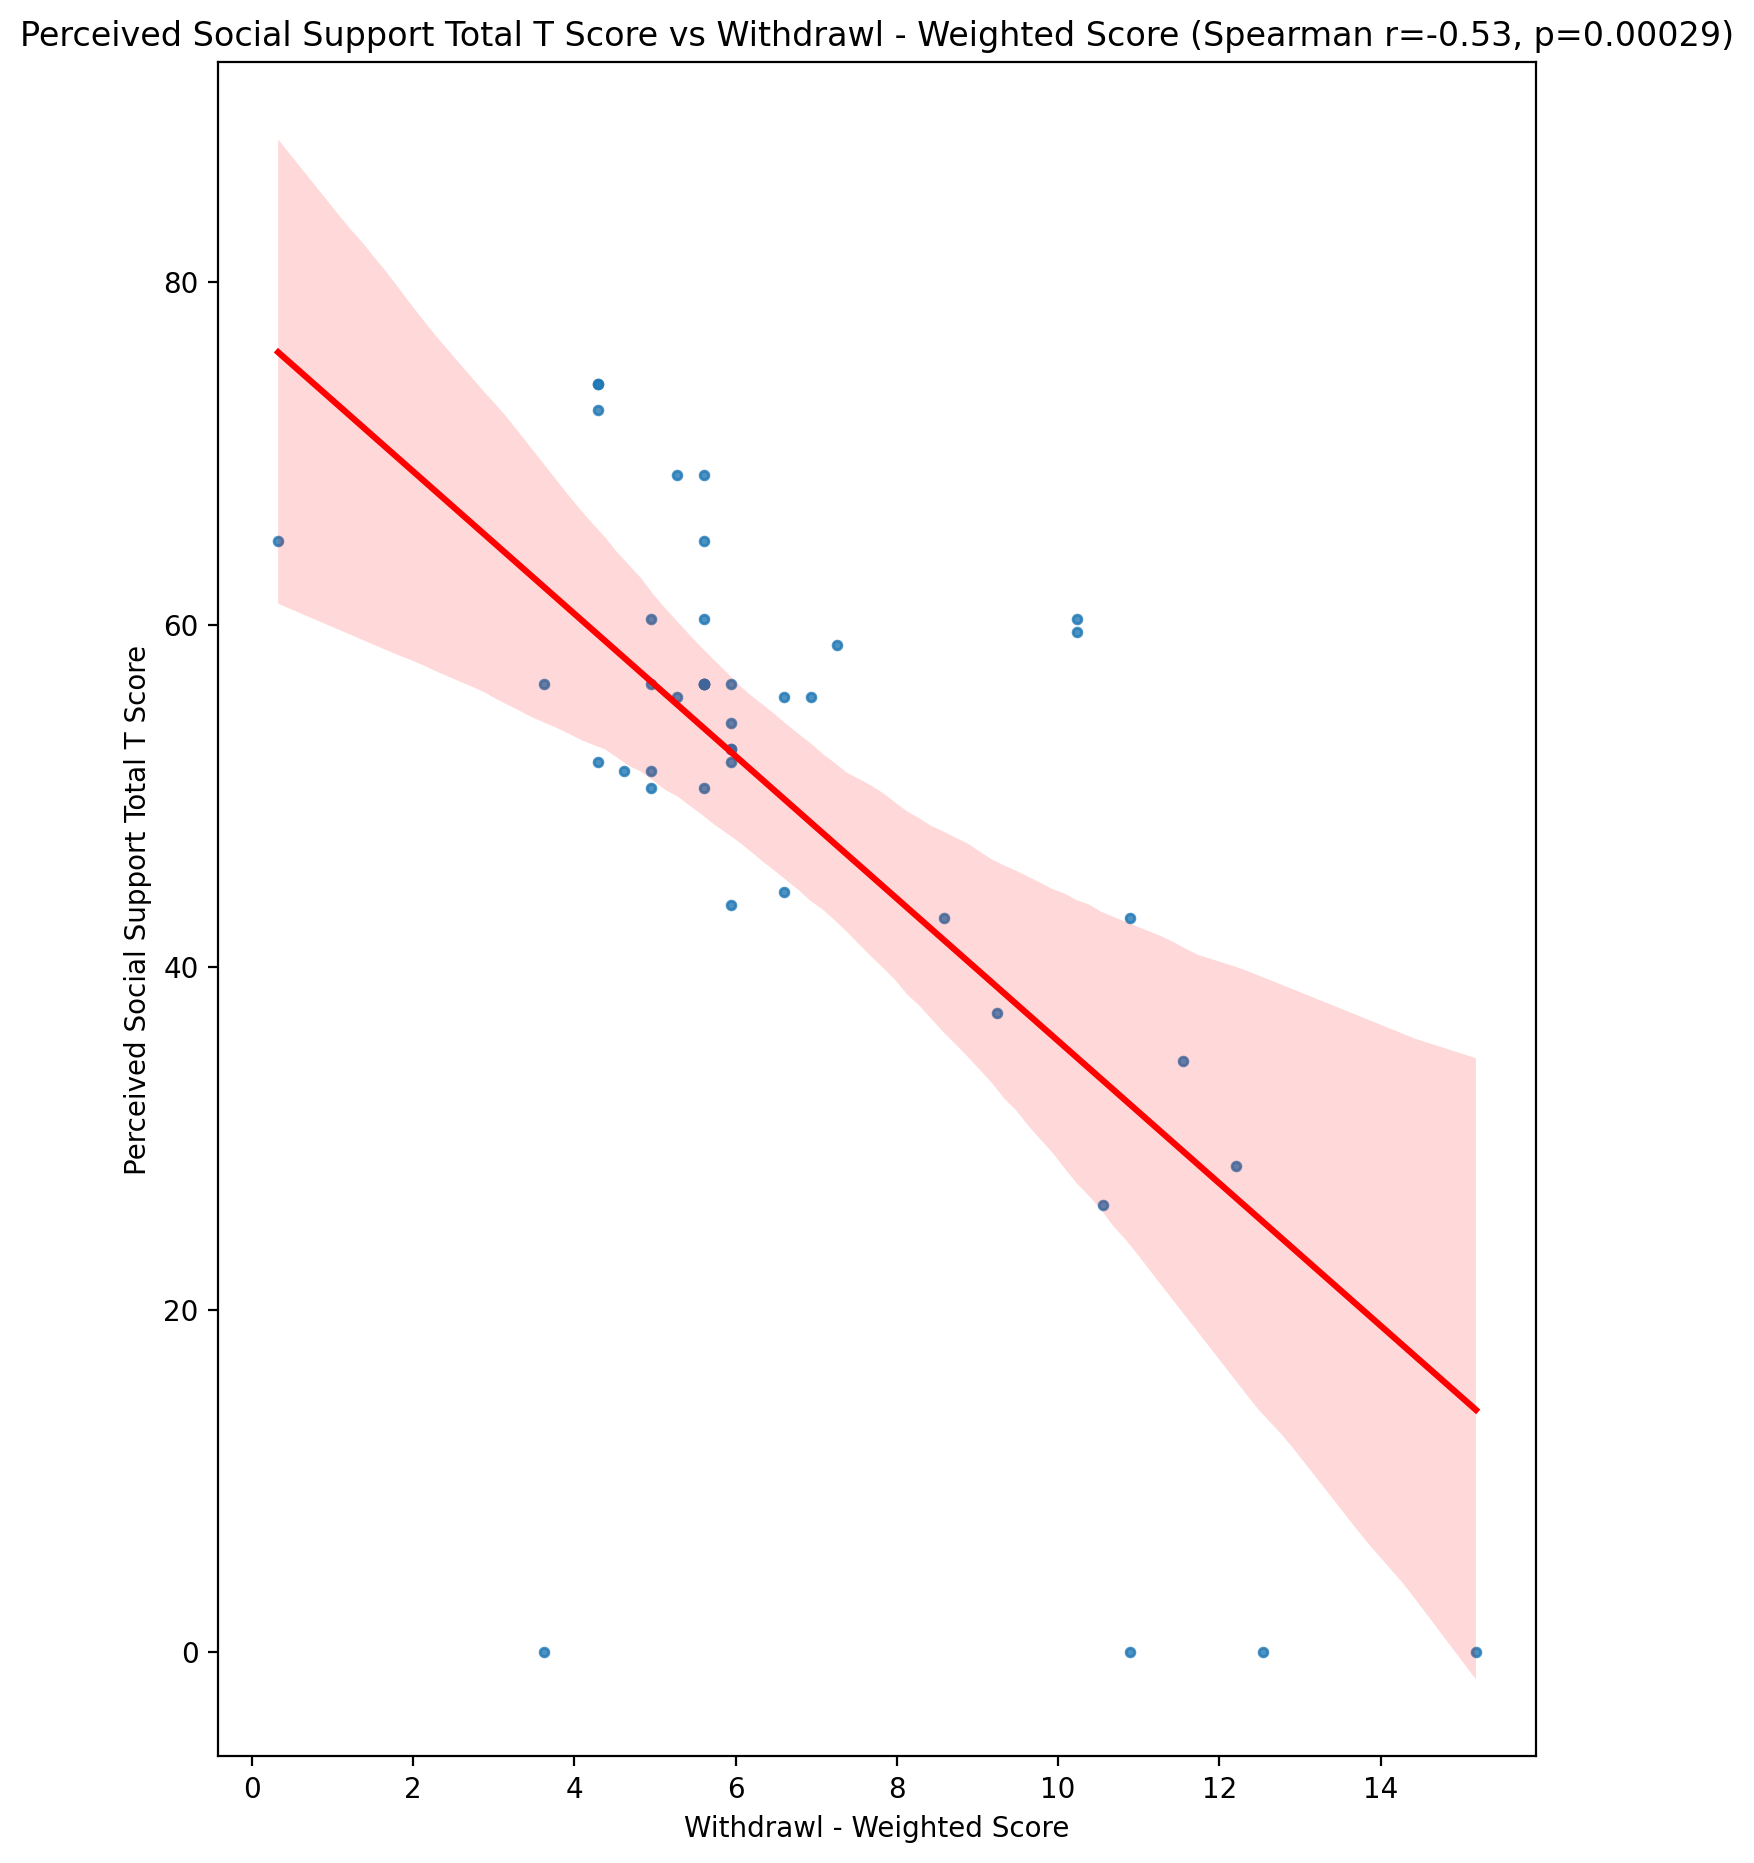 Perceived Social Support Total T Score vs Withdrawl - Weighted Score (Spearman r=-0.53, p=0.00029)
80
60
40
20
0
Perceived Social Support Total T Score
0 2 4 6 8 10 12 14
Withdrawl - Weighted Score